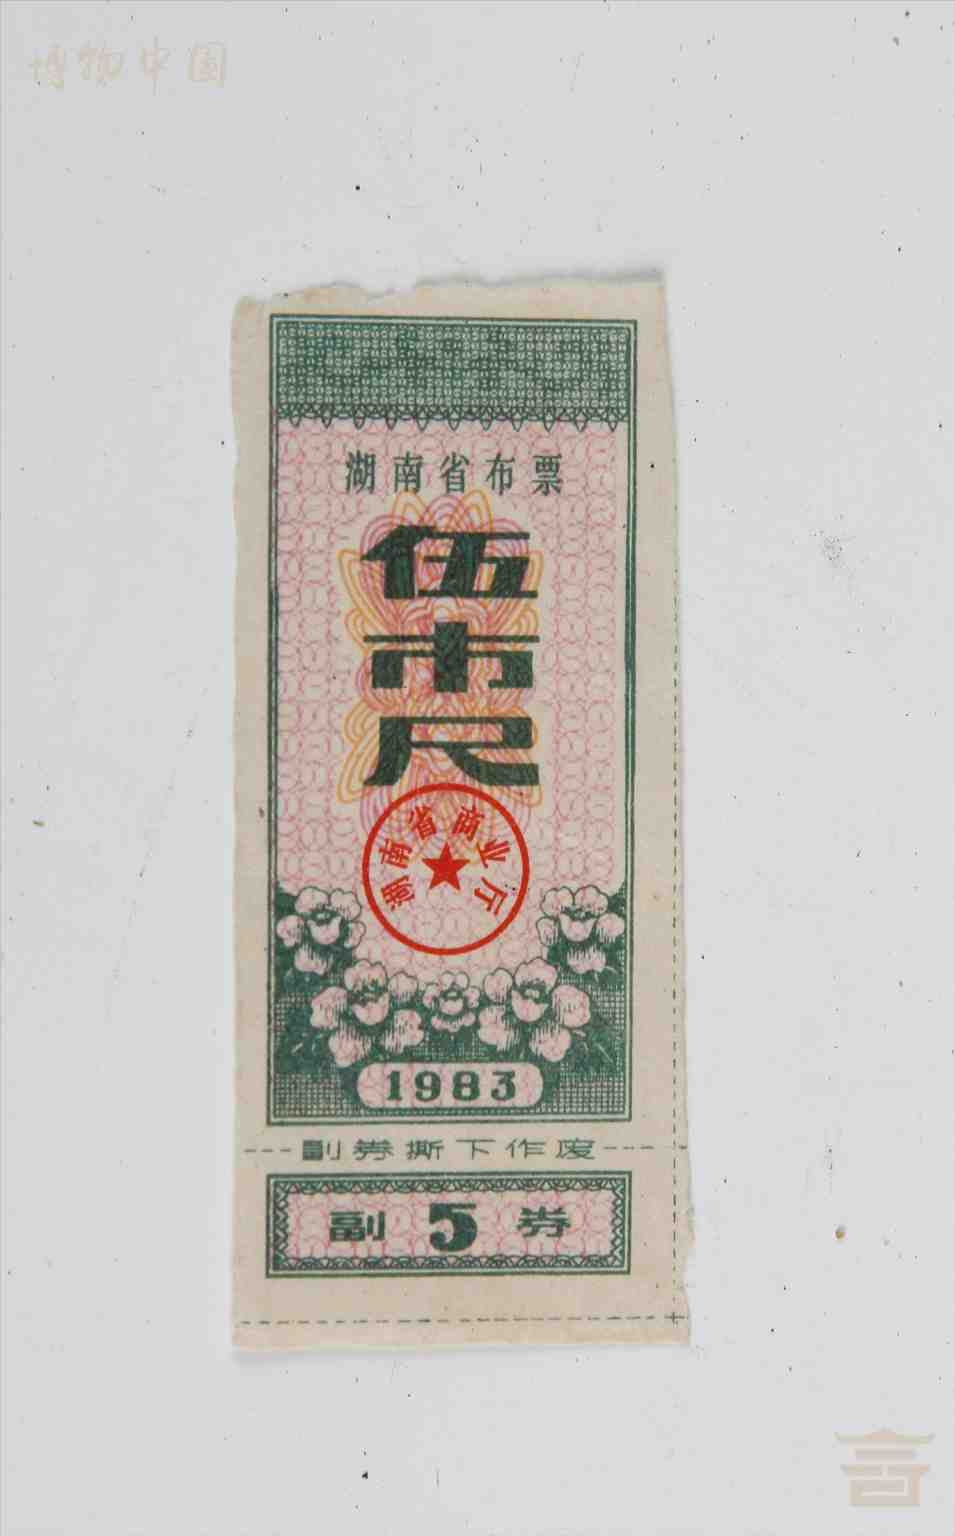 博物中国
湖南省布票
伍市尺
湖南省商业厅
1983
副券撕下作废
副5券